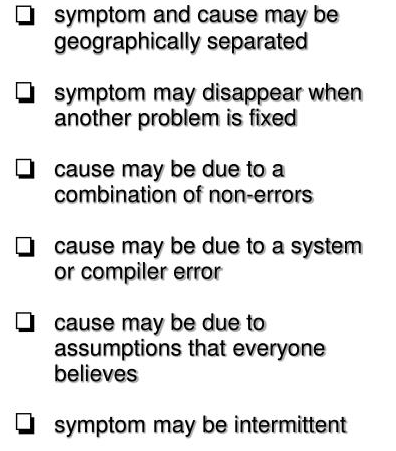 ❑ symptom and cause may be
geographically separated
❑ symptom may disappear when
another problem is fixed
❑ cause may be due to a
combination of non-errors
❑ cause may be due to a system
or compiler error
❑ cause may be due to
assumptions that everyone
believes
❑ symptom may be intermittent